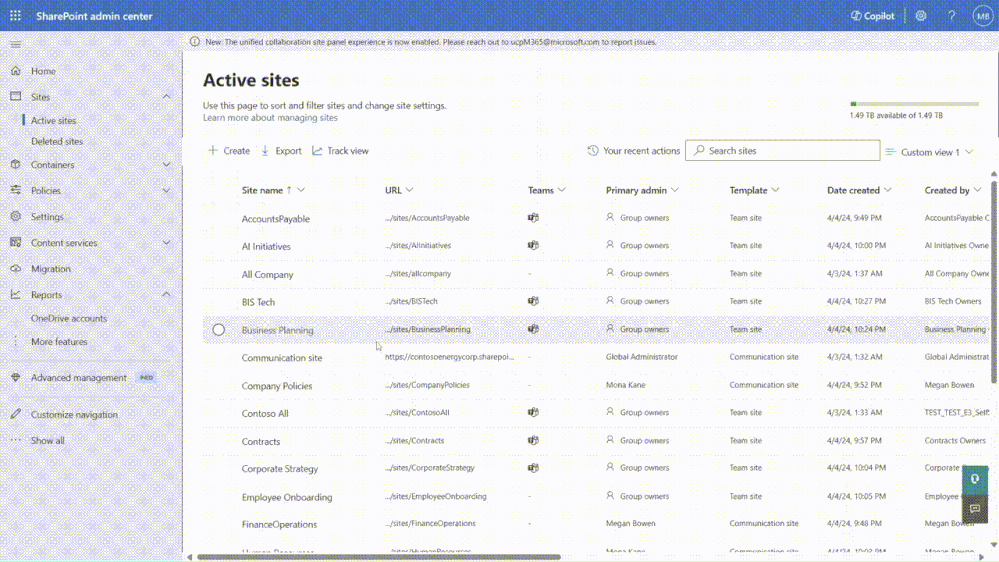 SharePoint admin center
Copilot
?
MB
New: The unified collaboration site panel experience is now enabled. Please reach out to ucpM365@microsoft.com to report issues.
Home
Sites
Active sites
Deleted sites
Containers
Policies
Settings
Content services
Migration
Reports
OneDrive accounts
More features
Advanced management
Customize navigation
Show all
Active sites
Use this page to sort and filter sites and change site settings.
Learn more about managing sites
1.49 TB available of 1.49 TB
Create Export Track view Your recent actions Search sites Custom view 1
Site name ↑ URL Teams Primary admin Template Date created Created by
AccountsPayable .../sites/AccountsPayable Group owners Team site 4/4/24, 9:49 PM AccountsPayable O
AI Initiatives .../sites/AIInitiatives Group owners Team site 4/4/24, 10:00 PM AI Initiatives Owne
All Company .../sites/allcompany - Group owners Team site 4/3/24, 1:37 AM All Company Owne
BIS Tech .../sites/BISTech Group owners Team site 4/4/24, 10:27 PM BIS Tech Owners
Business Planning .../sites/BusinessPlanning Group owners Team site 4/4/24, 10:24 PM Business Planning
Communication site https://contosoenergycorp.sharepoi... - Global Administrator Communication site 4/3/24, 1:32 AM Global Administrat
Company Policies .../sites/CompanyPolicies - Mona Kane Communication site 4/4/24, 9:52 PM Megan Bowen
Contoso All .../sites/ContosoAll Group owners Team site 4/3/24, 1:33 AM TEST_TEST_E3_Self
Contracts .../sites/Contracts Group owners Team site 4/4/24, 9:57 PM Contracts Owners
Corporate Strategy .../sites/CorporateStrategy Group owners Team site 4/4/24, 10:04 PM Corporate
Employee Onboarding .../sites/EmployeeOnboarding - Group owners Team site 4/4/24, 10:05 PM Employee
FinanceOperations .../sites/FinanceOperations - Megan Bowen Communication site 4/4/24, 9:48 PM Megan Bowen
Human Resources .../sites/HumanResources Mona Kane Communication site Megan Bowen